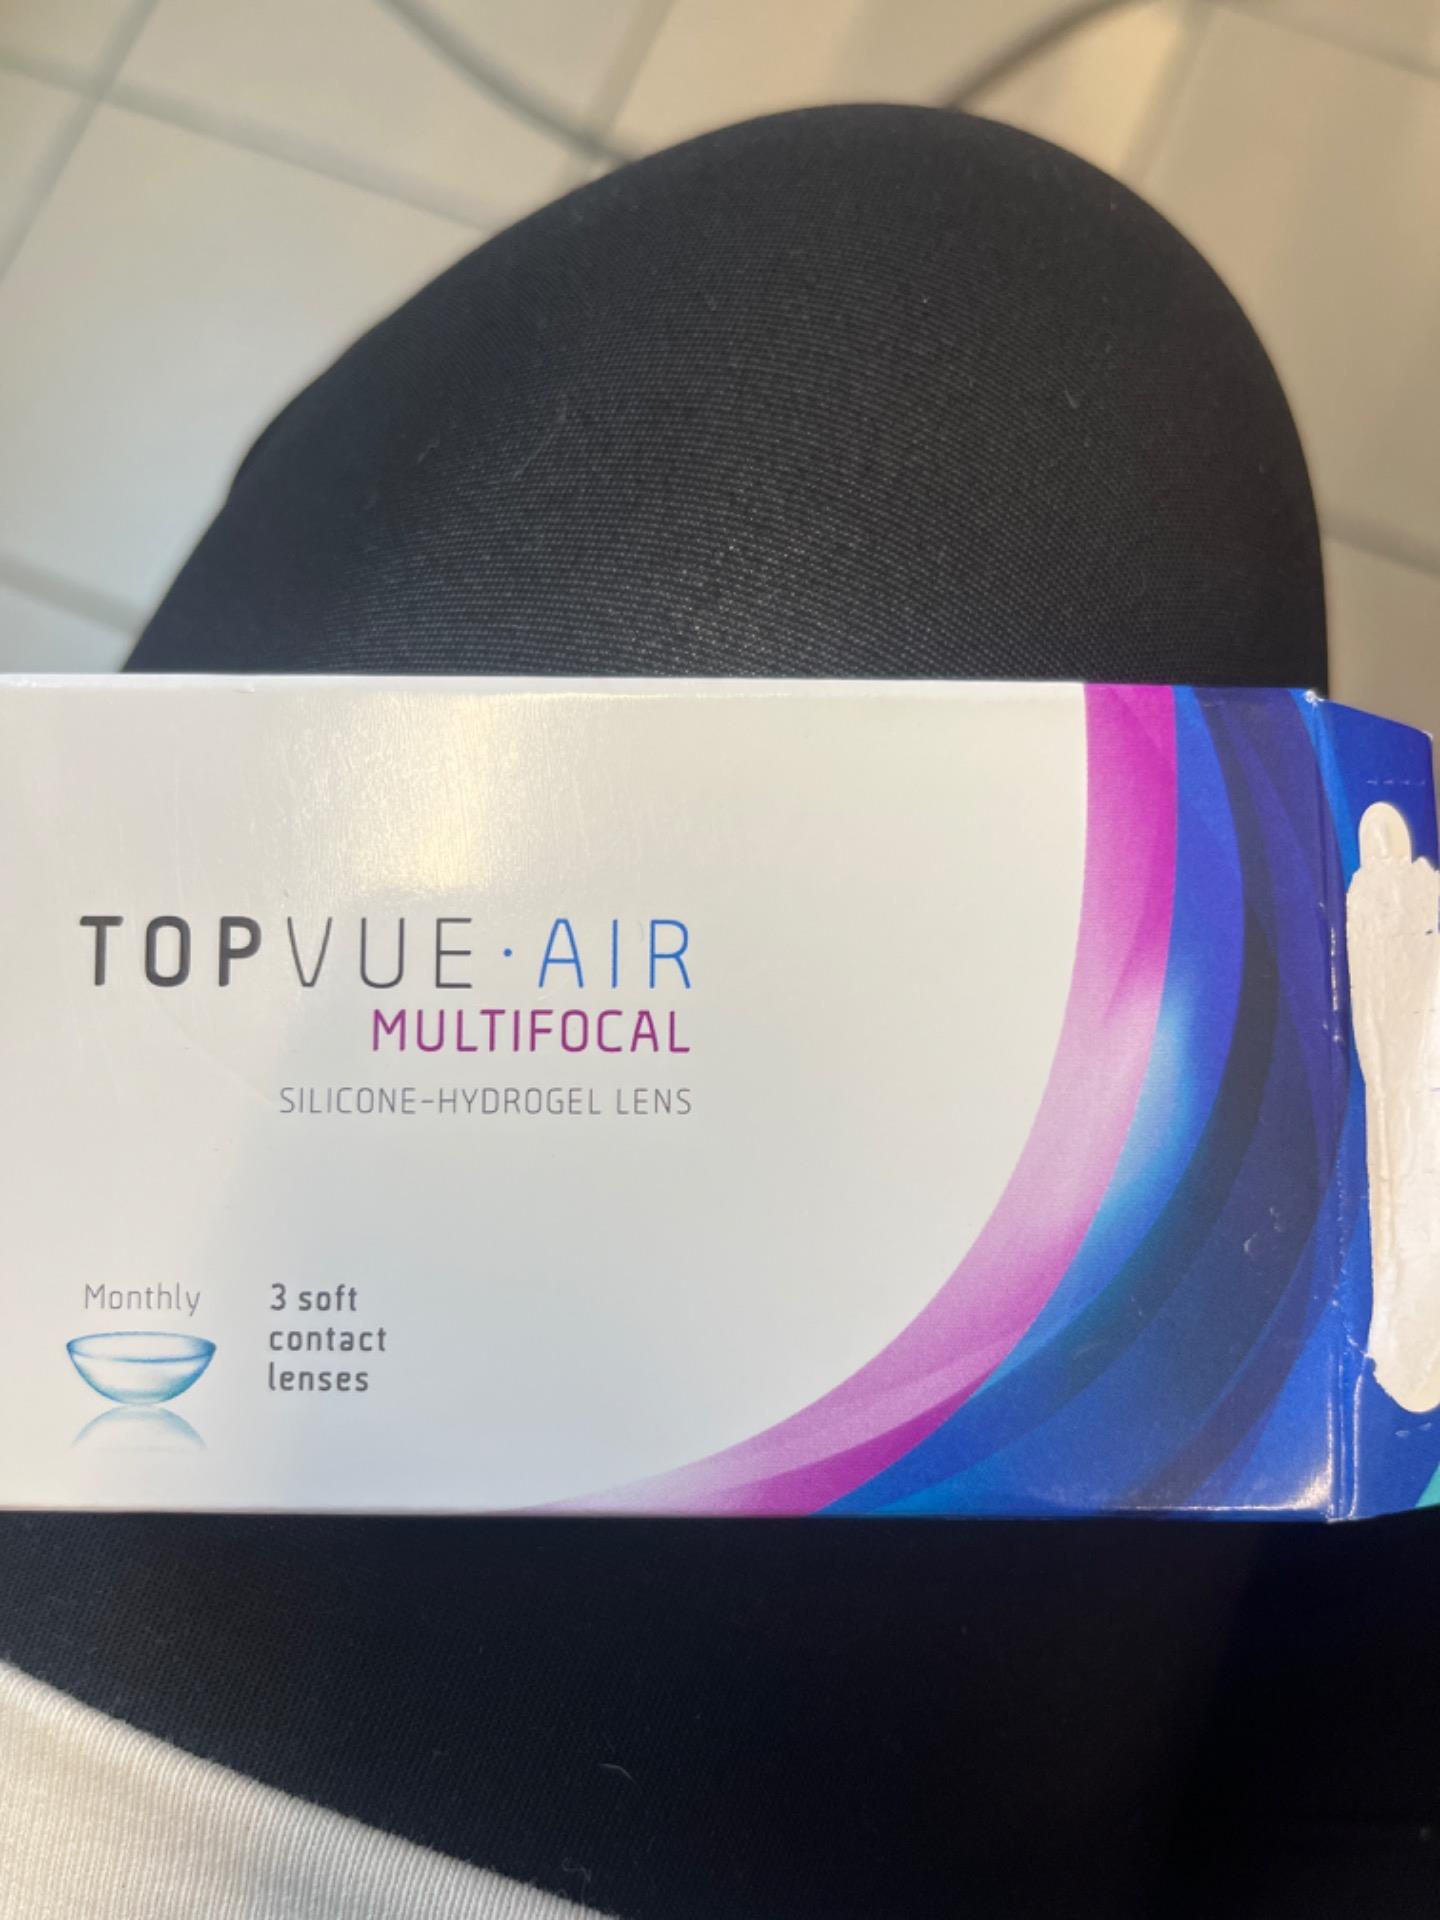 TOPVUE·AIR
MULTIFOCAL
SILICONE-HYDROGEL LENS
Monthly
3 soft
contact
lenses